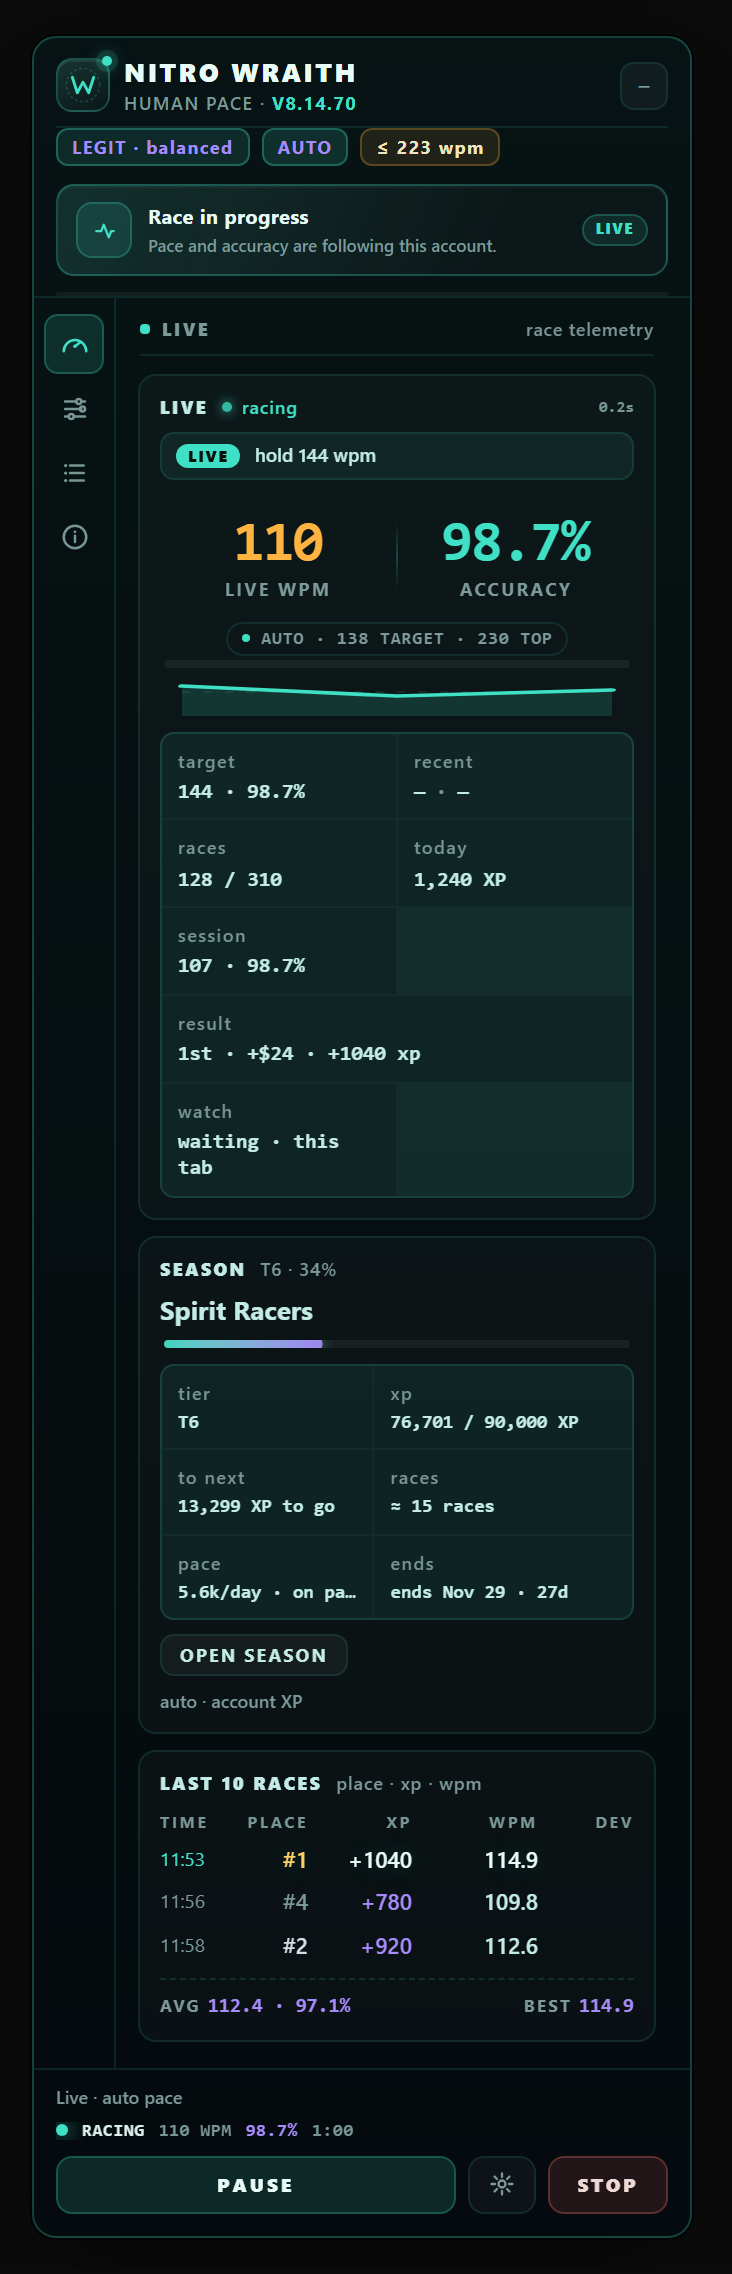 W
NITRO WRAITH
HUMAN PACE · V8.14.70
–
LEGIT · balanced
AUTO
≤ 223 wpm
Race in progress
Pace and accuracy are following this account.
LIVE
LIVE
race telemetry
LIVE
racing
0.2s
LIVE
hold 144 wpm
110
98.7%
LIVE WPM
ACCURACY
AUTO · 138 TARGET · 230 TOP
target
recent
144 · 98.7%
— · —
races
today
128 / 310
1,240 XP
session
107 · 98.7%
result
1st · +$24 · +1040 xp
watch
waiting · this
tab
SEASON
T6 · 34%
Spirit Racers
tier
xp
T6
76,701 / 90,000 XP
to next
races
13,299 XP to go
≈ 15 races
pace
ends
5.6k/day · on pa…
ends Nov 29 · 27d
OPEN SEASON
auto · account XP
LAST 10 RACES
place · xp · wpm
TIME PLACE XP WPM DEV
11:53 #1 +1040 114.9
11:56 #4 +780 109.8
11:58 #2 +920 112.6
AVG 112.4 · 97.1%
BEST 114.9
Live · auto pace
RACING 110 WPM 98.7% 1:00
PAUSE
STOP